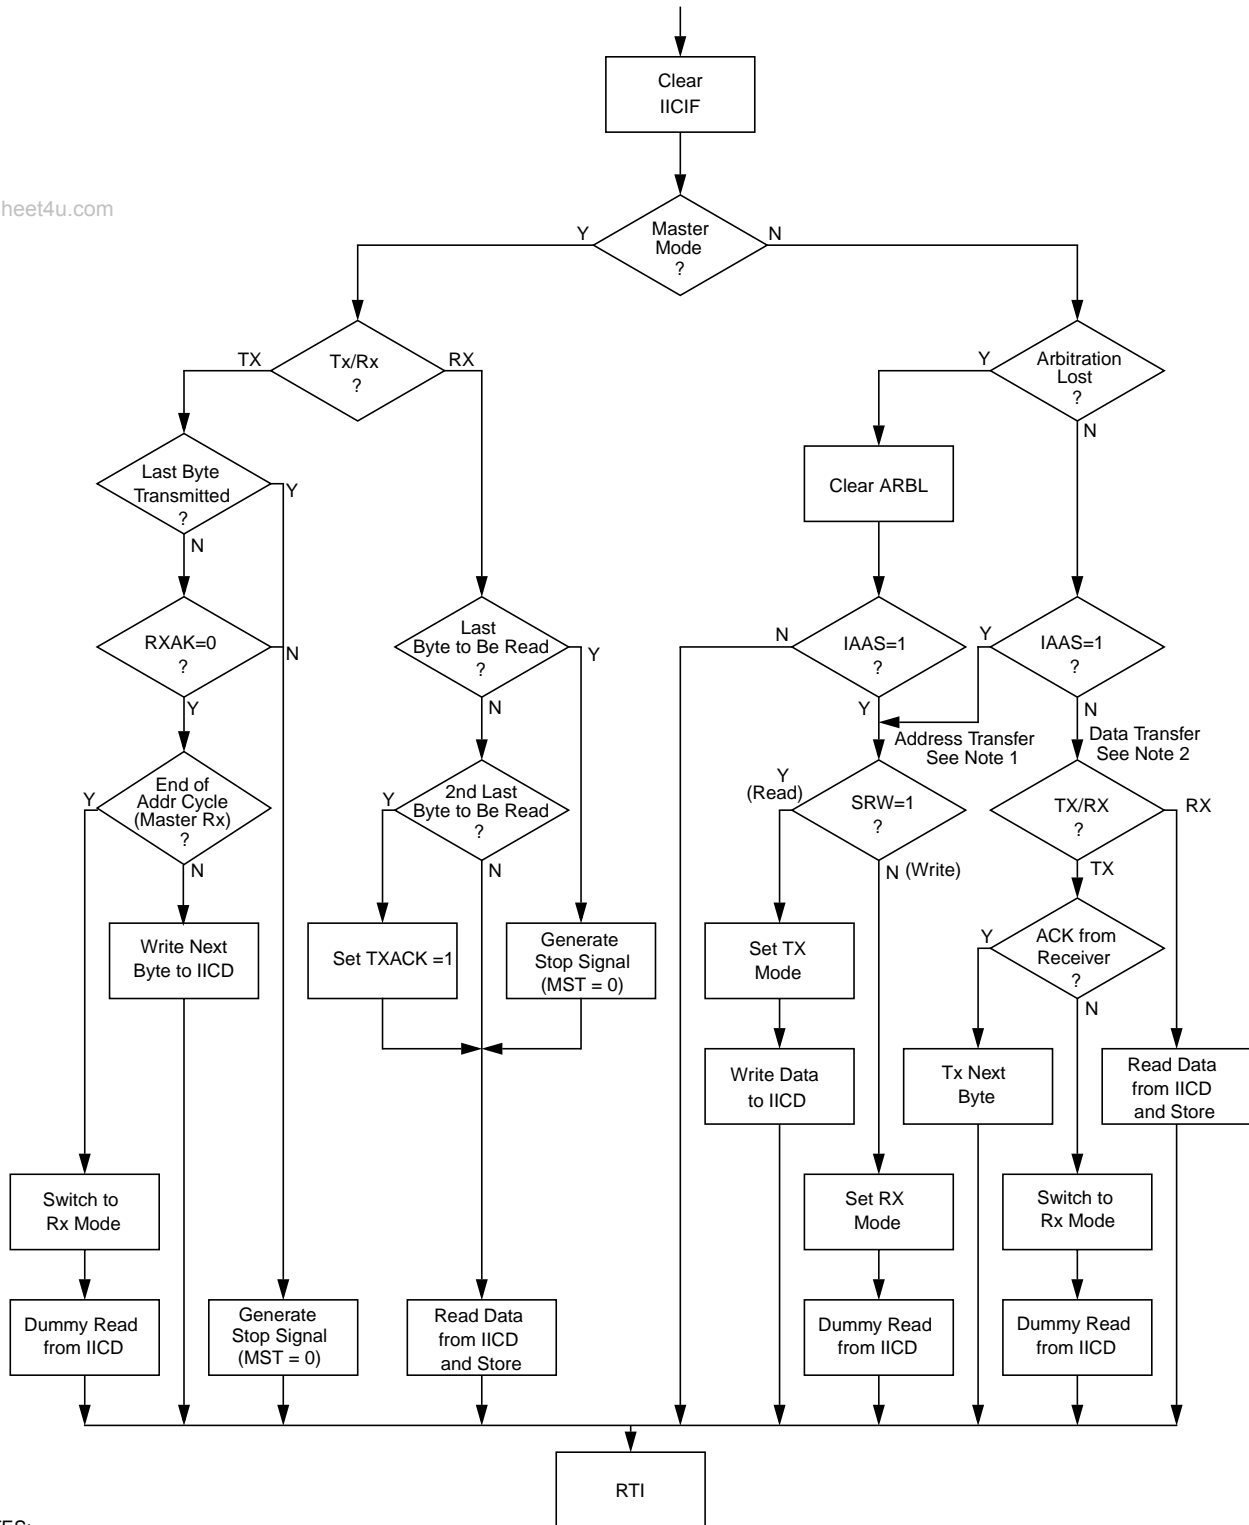 Clear
IICIF
heet4u.com
Master
Mode
?
Y
N
Tx/Rx
?
TX
RX
Arbitration
Lost
?
Y
N
Last Byte
Transmitted
?
Y
N
Clear ARBL
RXAK=0
?
N
Y
Last
Byte to Be Read
?
Y
N
IAAS=1
?
N
Y
IAAS=1
?
Y
N
Address Transfer
See Note 1
Data Transfer
See Note 2
End of
Addr Cycle
(Master Rx)
?
Y
N
2nd Last
Byte to Be Read
?
Y
N
Y
(Read)
SRW=1
?
N (Write)
TX/RX
?
RX
TX
Write Next
Byte to IICD
Set TXACK =1
Generate
Stop Signal
(MST = 0)
Set TX
Mode
Y
ACK from
Receiver
?
N
Write Data
to IICD
Tx Next
Byte
Read Data
from IICD
and Store
Switch to
Rx Mode
Set RX
Mode
Switch to
Rx Mode
Dummy Read
from IICD
Generate
Stop Signal
(MST = 0)
Read Data
from IICD
and Store
Dummy Read
from IICD
Dummy Read
from IICD
RTI